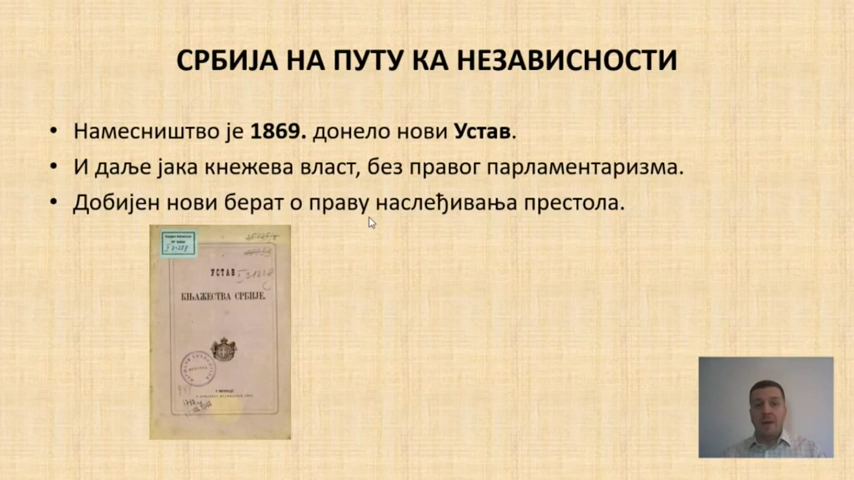 СРБИЈА НА ПУТУ КА НЕЗАВИСНОСТИ
• Намесништво је 1869. донело нови Устав.
• И даље јака кнежева власт, без правог парламентаризма.
• Добијен нови берат о праву наслеђивања престола.
УСТАВ
КЊАЖЕСТВА СРБИЈЕ.